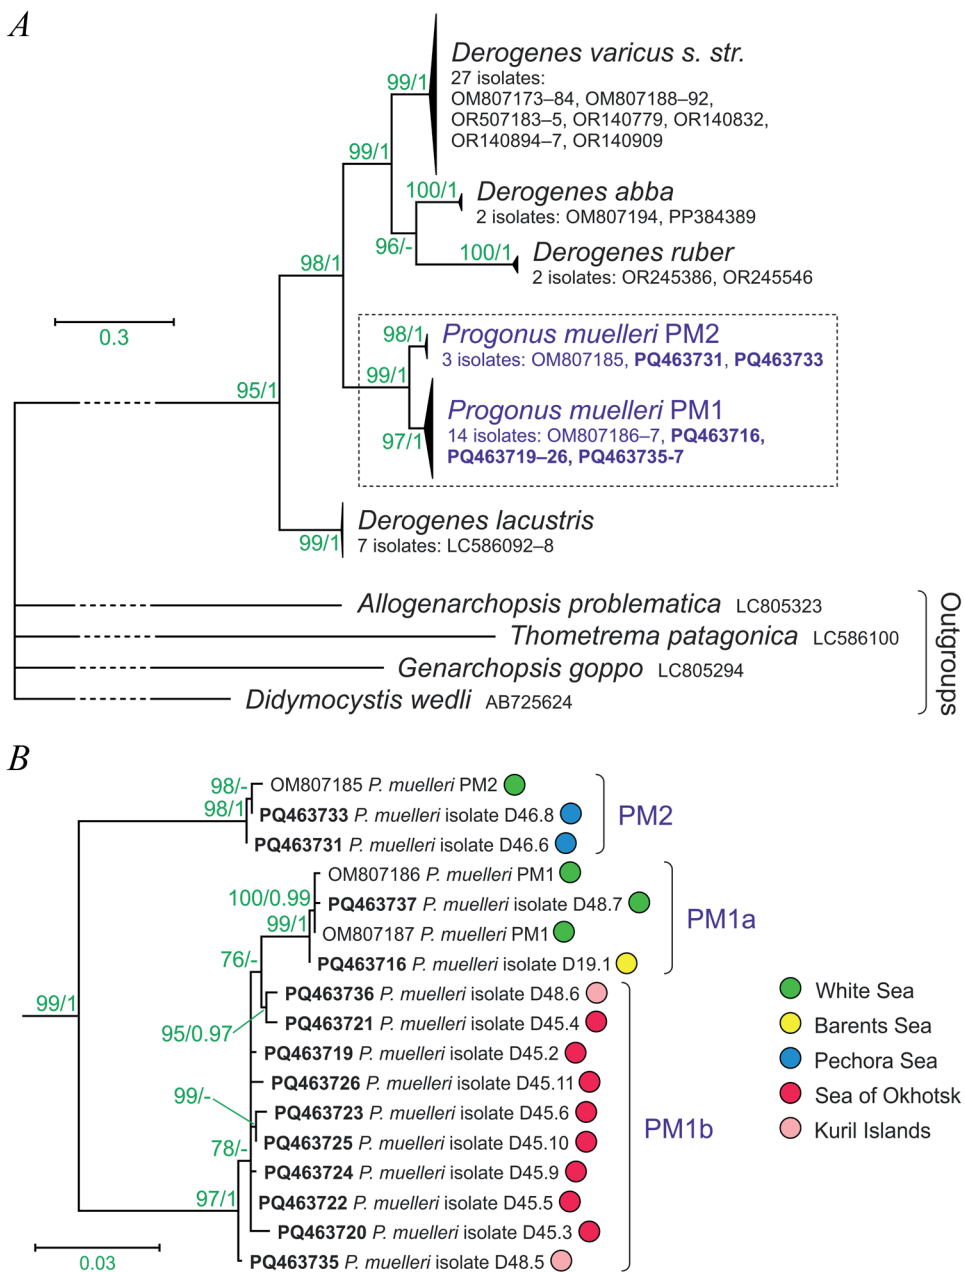 A
Derogenes varicus s. str.
27 isolates:
OM807173–84, OM807188–92,
OR507183–5, OR140779, OR140832,
OR140894–7, OR140909
99/1
99/1
100/1
Derogenes abba
2 isolates: OM807194, PP384389
96/-
100/1
Derogenes ruber
2 isolates: OR245386, OR245546
98/1
0.3
98/1
Progonus muelleri PM2
3 isolates: OM807185, PQ463731, PQ463733
99/1
95/1
Progonus muelleri PM1
14 isolates: OM807186–7, PQ463716,
PQ463719–26, PQ463735-7
97/1
Derogenes lacustris
7 isolates: LC586092–8
99/1
Allogenarchopsis problematica LC805323
Thometrema patagonica LC586100
Genarchopsis goppo LC805294
Didymocystis wedli AB725624
Outgroups
B
98/-
98/1
OM807185 P. muelleri PM2
PQ463733 P. muelleri isolate D46.8
PQ463731 P. muelleri isolate D46.6
PM2
OM807186 P. muelleri PM1
100/0.99
PQ463737 P. muelleri isolate D48.7
99/1
OM807187 P. muelleri PM1
PQ463716 P. muelleri isolate D19.1
PM1a
76/-
PQ463736 P. muelleri isolate D48.6
95/0.97
PQ463721 P. muelleri isolate D45.4
99/1
PQ463719 P. muelleri isolate D45.2
PQ463726 P. muelleri isolate D45.11
99/-
PQ463723 P. muelleri isolate D45.6
PQ463725 P. muelleri isolate D45.10
78/-
PQ463724 P. muelleri isolate D45.9
97/1
PQ463722 P. muelleri isolate D45.5
PQ463720 P. muelleri isolate D45.3
PQ463735 P. muelleri isolate D48.5
PM1b
0.03
White Sea
Barents Sea
Pechora Sea
Sea of Okhotsk
Kuril Islands